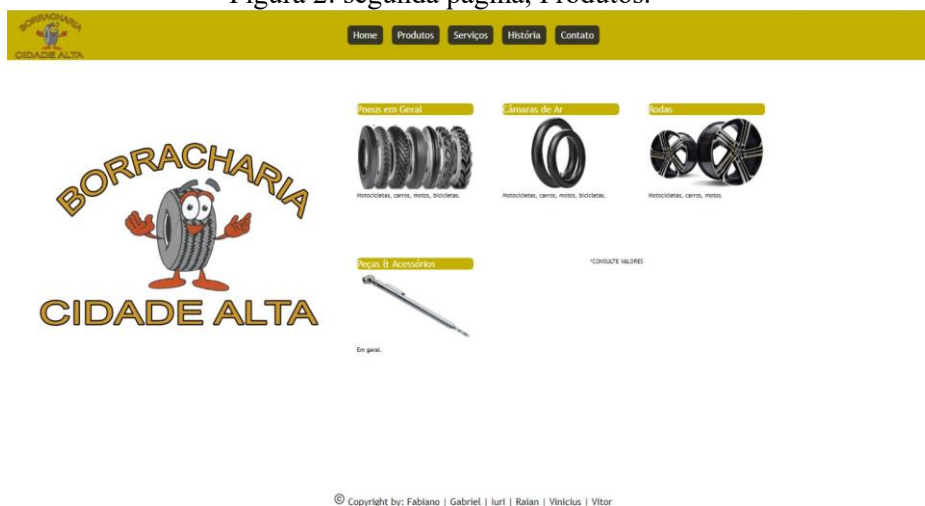 Figura 2: segunda página, Produtos.
BORRACHARIA
CIDADE ALTA
Home Produtos Serviços História Contato
BORRACHARIA
CIDADE ALTA
Pneus em Geral
Motocicletas, carros, motos, bicicletas.
Câmaras de Ar
Motocicletas, carros, motos, bicicletas.
Rodas
Motocicletas, carros, motos.
Peças & Acessórios
Em geral.
*CONSULTE VALORES
© Copyright by: Fabiano | Gabriel | Iuri | Raian | Vinicius | Vitor